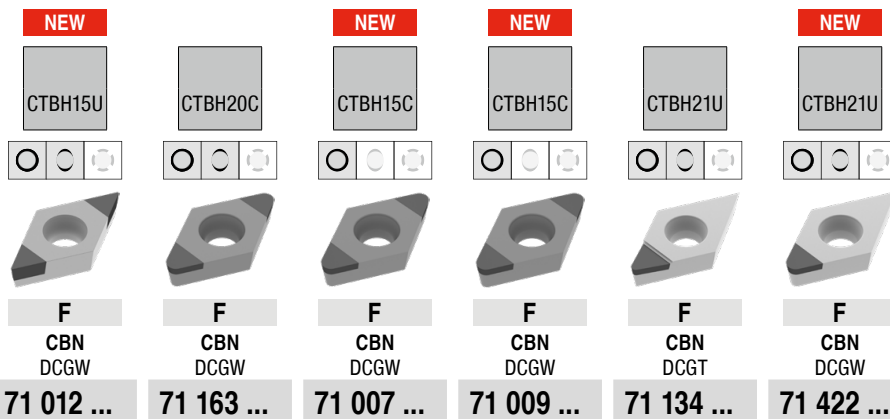 NEW NEW NEW NEW
CTBH15U CTBH20C CTBH15C CTBH15C CTBH21U CTBH21U
F F F F F F
CBN CBN CBN CBN CBN CBN
DCGW DCGW DCGW DCGW DCGT DCGW
71 012 ... 71 163 ... 71 007 ... 71 009 ... 71 134 ... 71 422 ...